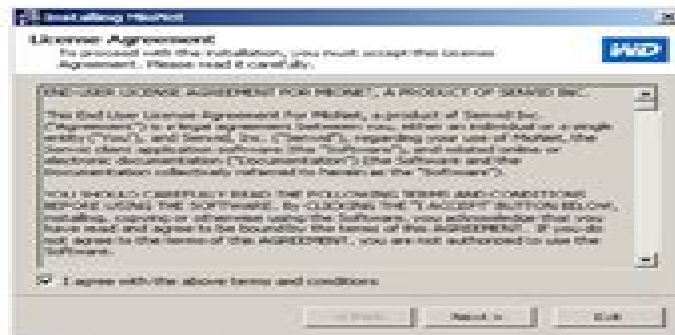 Installing MioNet
License Agreement
To proceed with the installation, you must accept this License
Agreement. Please read it carefully.
WD
END-USER LICENSE AGREEMENT FOR MIONET, A PRODUCT OF SENVID INC.
This End User License Agreement For MioNet, a product of Senvid Inc.
("Agreement") is a legal agreement between you, either an individual or a single
entity ("You"), and Senvid, Inc. ("Senvid"), regarding your use of MioNet, the
Senvid client application software (the "Software"), and related online or
electronic documentation ("Documentation") (the Software and the
Documentation collectively referred to herein as the "Software").
YOU SHOULD CAREFULLY READ THE FOLLOWING TERMS AND CONDITIONS
BEFORE USING THE SOFTWARE. By CLICKING THE "I ACCEPT" BUTTON BELOW,
installing, copying or otherwise using the Software, you acknowledge that you
have read and agree to be bound by the terms of this AGREEMENT. If you do
not agree to the terms of this AGREEMENT, you are not authorized to use the
Software.
I agree with the above terms and conditions
< Back
Next >
Exit